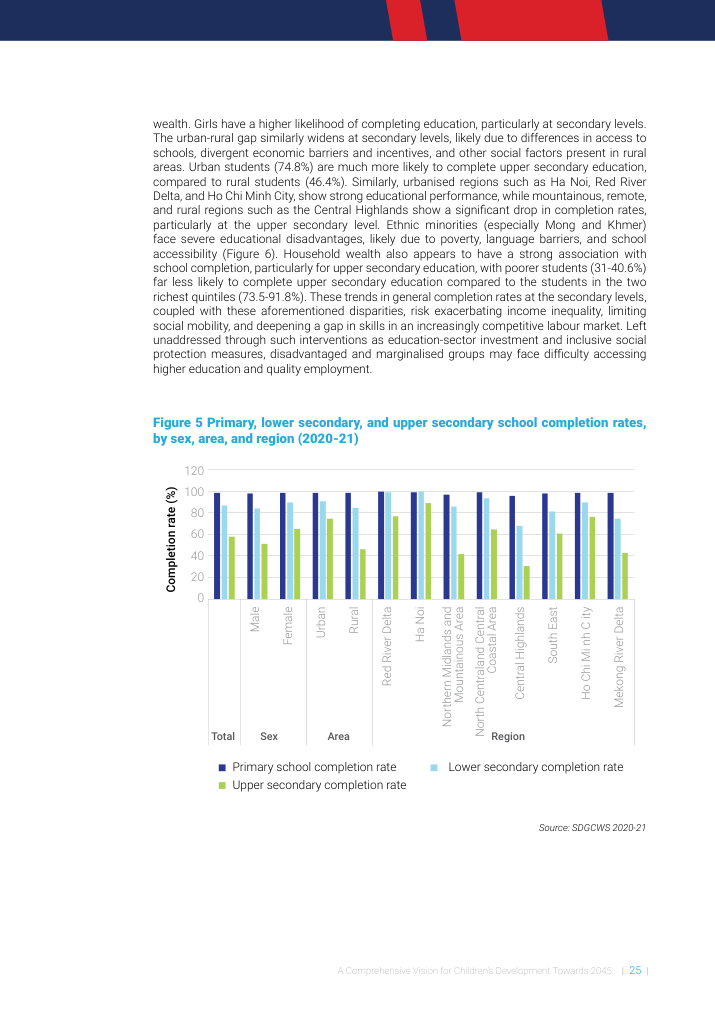 wealth. Girls have a higher likelihood of completing education, particularly at secondary levels.
The urban-rural gap similarly widens at secondary levels, likely due to differences in access to
schools, divergent economic barriers and incentives, and other social factors present in rural
areas. Urban students (74.8%) are much more likely to complete upper secondary education,
compared to rural students (46.4%). Similarly, urbanised regions such as Ha Noi, Red River
Delta, and Ho Chi Minh City, show strong educational performance, while mountainous, remote,
and rural regions such as the Central Highlands show a significant drop in completion rates,
particularly at the upper secondary level. Ethnic minorities (especially Mong and Khmer)
face severe educational disadvantages, likely due to poverty, language barriers, and school
accessibility (Figure 6). Household wealth also appears to have a strong association with
school completion, particularly for upper secondary education, with poorer students (31-40.6%)
far less likely to complete upper secondary education compared to the students in the two
richest quintiles (73.5-91.8%). These trends in general completion rates at the secondary levels,
coupled with these aforementioned disparities, risk exacerbating income inequality, limiting
social mobility, and deepening a gap in skills in an increasingly competitive labour market. Left
unaddressed through such interventions as education-sector investment and inclusive social
protection measures, disadvantaged and marginalised groups may face difficulty accessing
higher education and quality employment.
Figure 5 Primary, lower secondary, and upper secondary school completion rates,
by sex, area, and region (2020-21)
Completion rate (%)
120
100
80
60
40
20
0
Male
Female
Urban
Rural
Red River Delta
Ha Noi
Northern Midlands and
Mountainous Area
North Centraland Central
Coastal Area
Central Highlands
South East
Ho Chi Mi nh C ity
Mekong River Delta
Total
Sex
Area
Region
Primary school completion rate
Lower secondary completion rate
Upper secondary completion rate
Source: SDGCWS 2020-21
A Comprehensive Vision for Children's Development Towards 2045 | 25 |